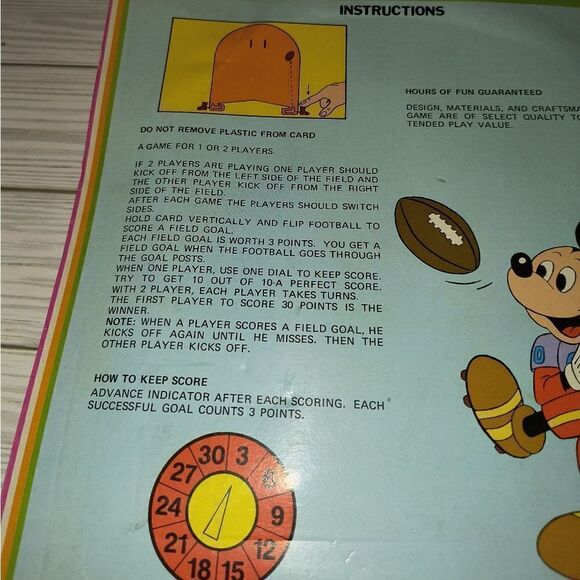 INSTRUCTIONS
DO NOT REMOVE PLASTIC FROM CARD
A GAME FOR 1 OR 2 PLAYERS.
IF 2 PLAYERS ARE PLAYING ONE PLAYER SHOULD
KICK OFF FROM THE LEFT SIDE OF THE FIELD AND
THE OTHER PLAYER KICK OFF FROM THE RIGHT
SIDE OF THE FIELD.
AFTER EACH GAME THE PLAYERS SHOULD SWITCH
SIDES.
HOLD CARD VERTICALLY AND FLIP FOOTBALL TO
SCORE A FIELD GOAL.
EACH FIELD GOAL IS WORTH 3 POINTS. YOU GET A
FIELD GOAL WHEN THE FOOTBALL GOES THROUGH
THE GOAL POSTS.
WHEN ONE PLAYER, USE ONE DIAL TO KEEP SCORE.
TRY TO GET 10 OUT OF 10-A PERFECT SCORE.
WITH 2 PLAYER, EACH PLAYER TAKES TURNS.
THE FIRST PLAYER TO SCORE 30 POINTS IS THE
WINNER.
NOTE: WHEN A PLAYER SCORES A FIELD GOAL, HE
KICKS OFF AGAIN UNTIL HE MISSES. THEN THE
OTHER PLAYER KICKS OFF.
HOW TO KEEP SCORE
ADVANCE INDICATOR AFTER EACH SCORING. EACH
SUCCESSFUL GOAL COUNTS 3 POINTS.
30 3 6 9 12 15 18 21 24 27
HOURS OF FUN GUARANTEED
DESIGN, MATERIALS, AND CRAFTSMA
GAME ARE OF SELECT QUALITY TO
TENDED PLAY VALUE.